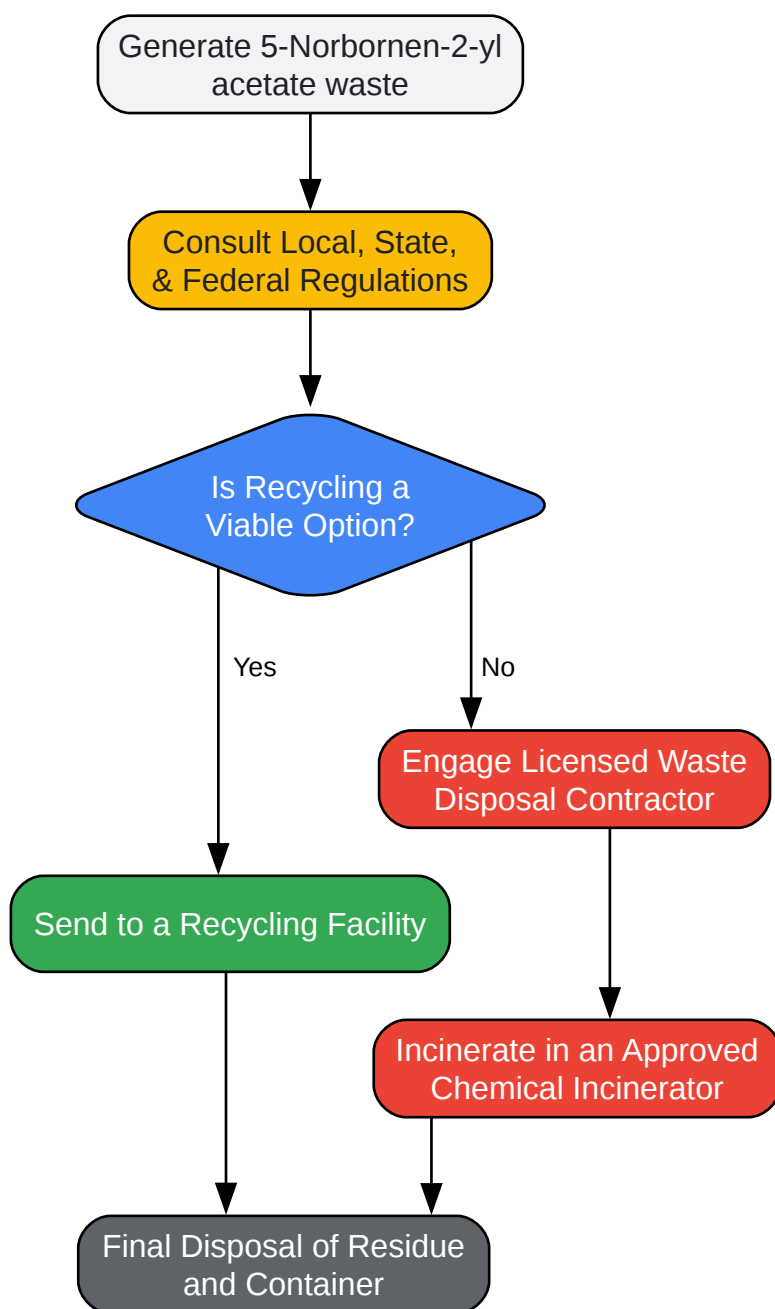 Generate 5-Norbornen-2-yl
acetate waste
Consult Local, State,
& Federal Regulations
Is Recycling a
Viable Option?
Yes
No
Engage Licensed Waste
Disposal Contractor
Send to a Recycling Facility
Incinerate in an Approved
Chemical Incinerator
Final Disposal of Residue
and Container